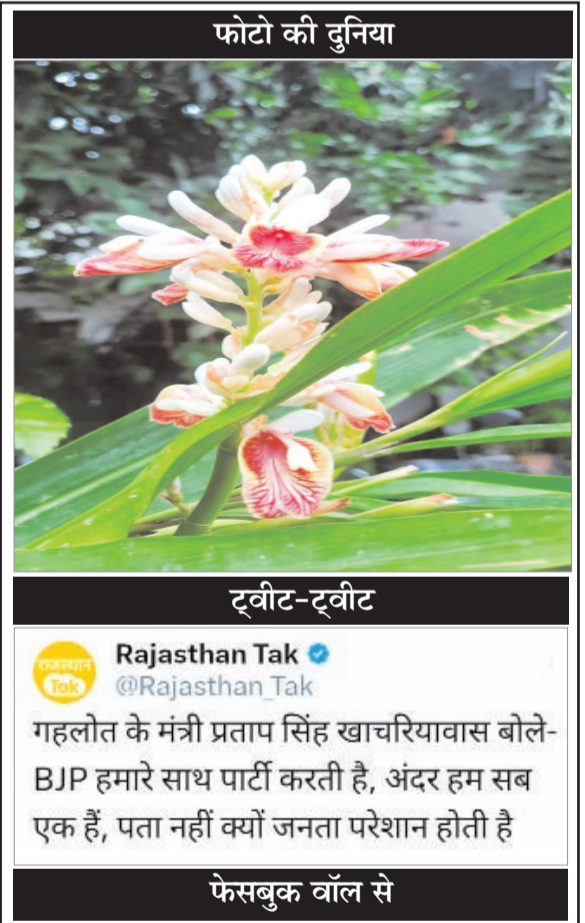 फोटो की दुनिया
ट्वीट-ट्वीट
राजस्थान
Tak
Rajasthan Tak
@Rajasthan_Tak
गहलोत के मंत्री प्रताप सिंह खाचरियावास बोले-
BJP हमारे साथ पार्टी करती है, अंदर हम सब
एक हैं, पता नहीं क्यों जनता परेशान होती है
फेसबुक वॉल से